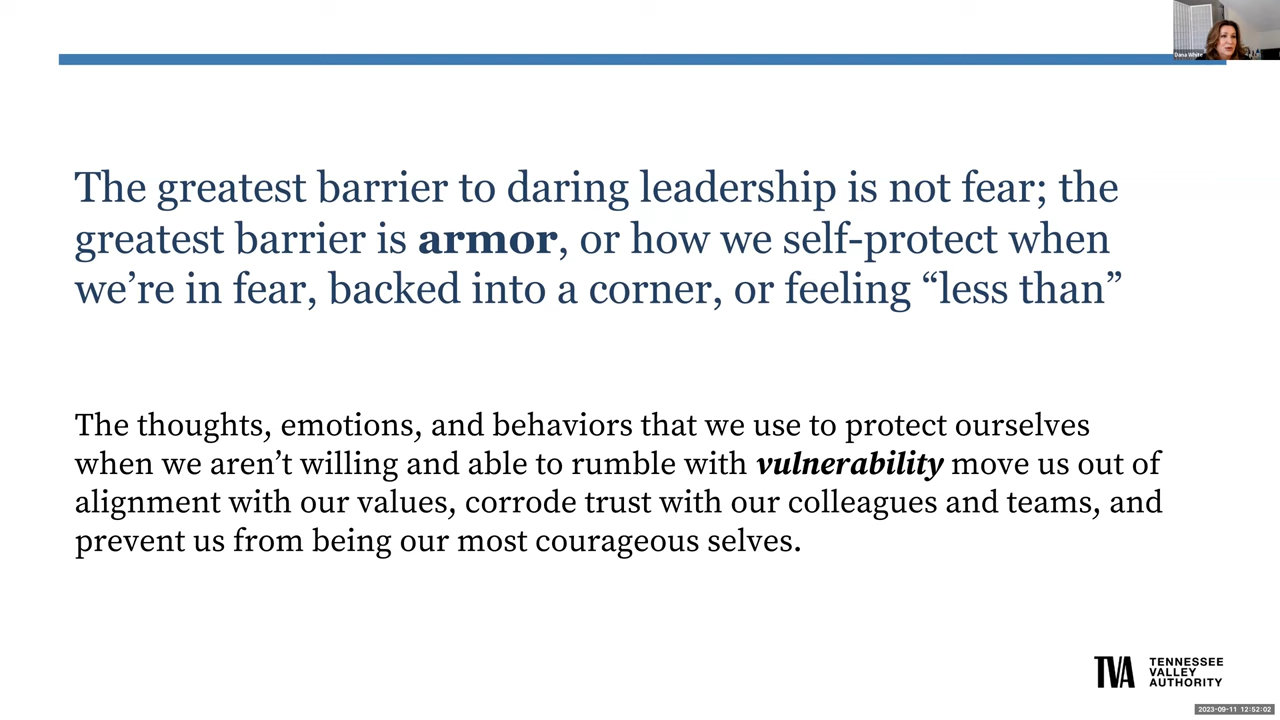 Dana White
The greatest barrier to daring leadership is not fear; the
greatest barrier is armor, or how we self-protect when
we’re in fear, backed into a corner, or feeling “less than”
The thoughts, emotions, and behaviors that we use to protect ourselves
when we aren’t willing and able to rumble with vulnerability move us out of
alignment with our values, corrode trust with our colleagues and teams, and
prevent us from being our most courageous selves.
TVA
TENNESSEE
VALLEY
AUTHORITY
2023-09-11 12:52:02